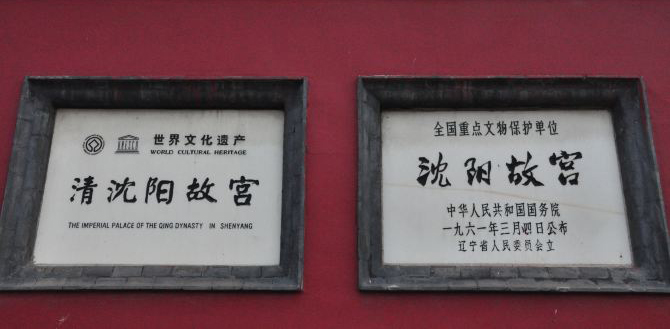 世界文化遗产
WORLD CULTURAL HERITAGE
清沈阳故宫
THE IMPERIAL PALACE OF THE QING DYNASTY IN SHENYANG
全国重点文物保护单位
沈阳故宫
中华人民共和国国务院
一九六一年三月四日公布
辽宁省人民委员会立